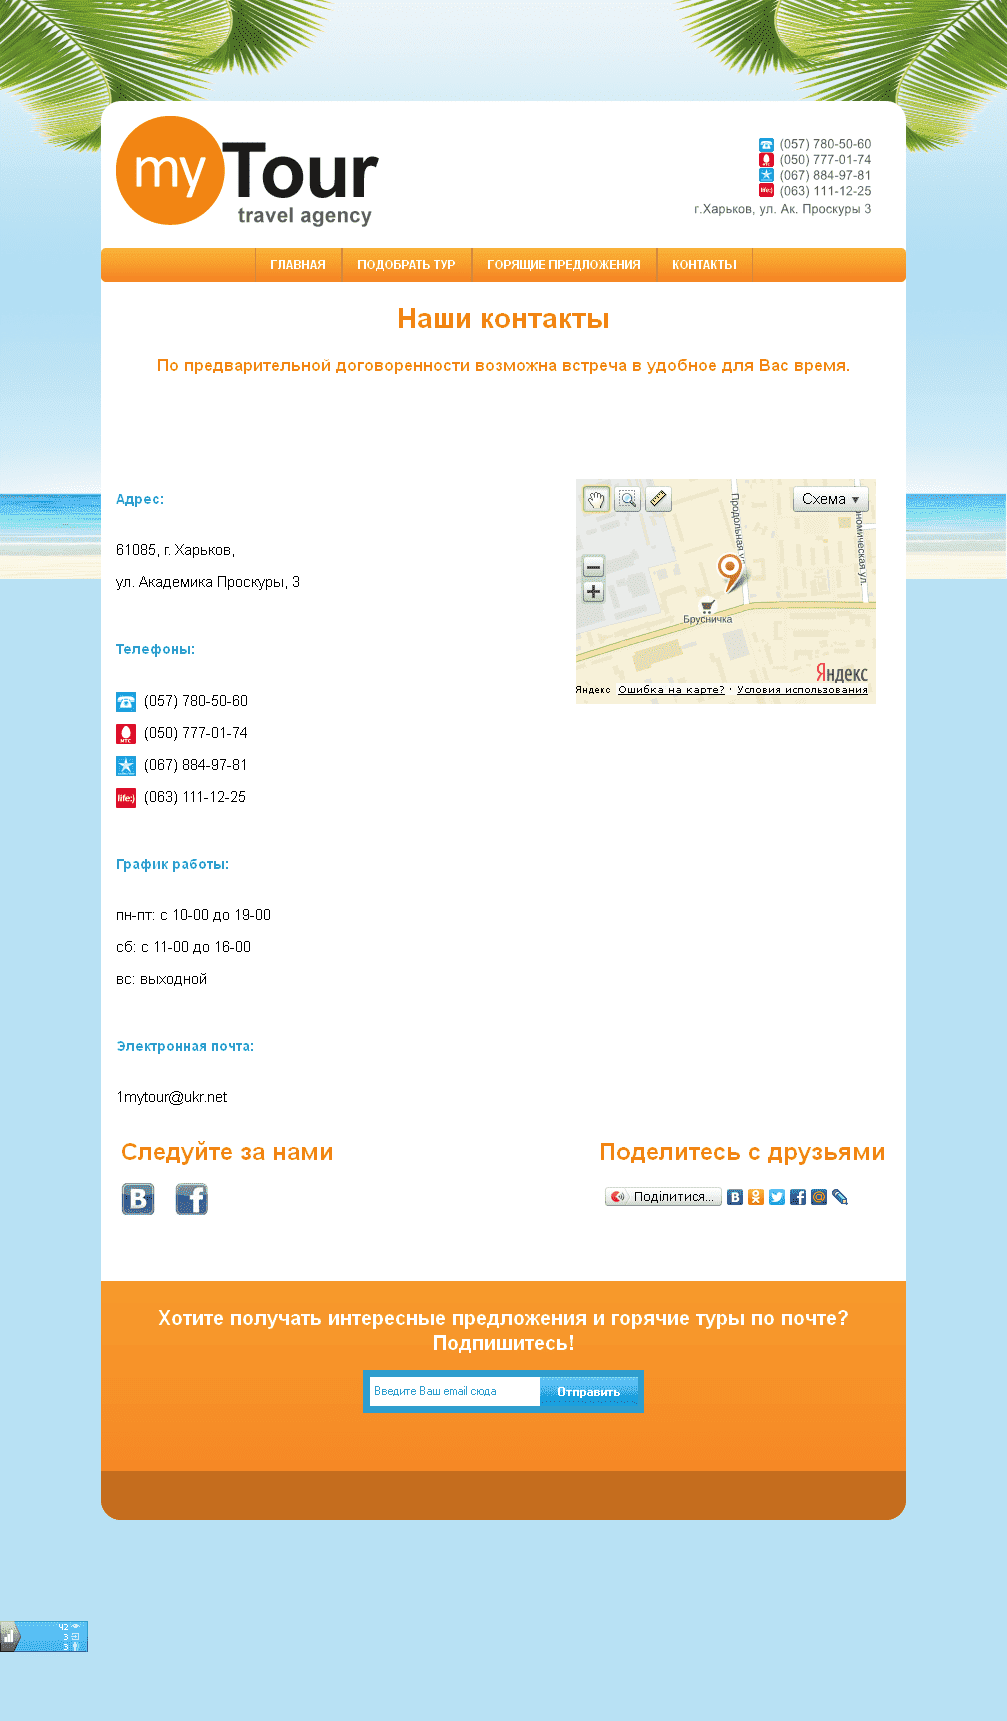 my Tour
travel agency
(057) 780-50-60
(050) 777-01-74
(067) 884-97-81
life:) (063) 111-12-25
г.Харьков, ул. Ак. Проскуры 3
ГЛАВНАЯ ПОДОБРАТЬ ТУР ГОРЯЩИЕ ПРЕДЛОЖЕНИЯ КОНТАКТЫ
Наши контакты
По предварительной договоренности возможна встреча в удобное для Вас время.
Адрес:
61085, г. Харьков,
ул. Академика Проскуры, 3
Телефоны:
(057) 780-50-60
МТС (050) 777-01-74
(067) 884-97-81
life:) (063) 111-12-25
График работы:
пн-пт: с 10-00 до 19-00
сб: с 11-00 до 16-00
вс: выходной
Электронная почта:
1mytour@ukr.net
Схема
Продольная ул.
ономическая ул.
Брусничка
Яндекс
Яндекс Ошибка на карте? · Условия использования
Следуйте за нами
Поделитесь с друзьями
Поділитися...
Хотите получать интересные предложения и горячие туры по почте?
Подпишитесь!
Введите Ваш email сюда Отправить
42
3
3